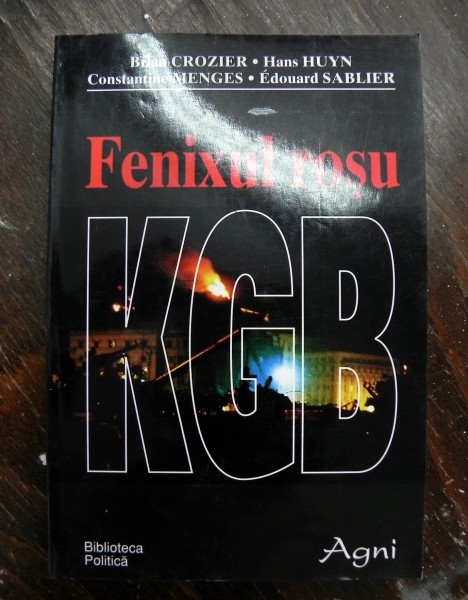 Brian CROZIER • Hans HUYN
Constantine MENGES • Édouard SABLIER
Fenixul roșu
KGB
Biblioteca
Politică
Agni